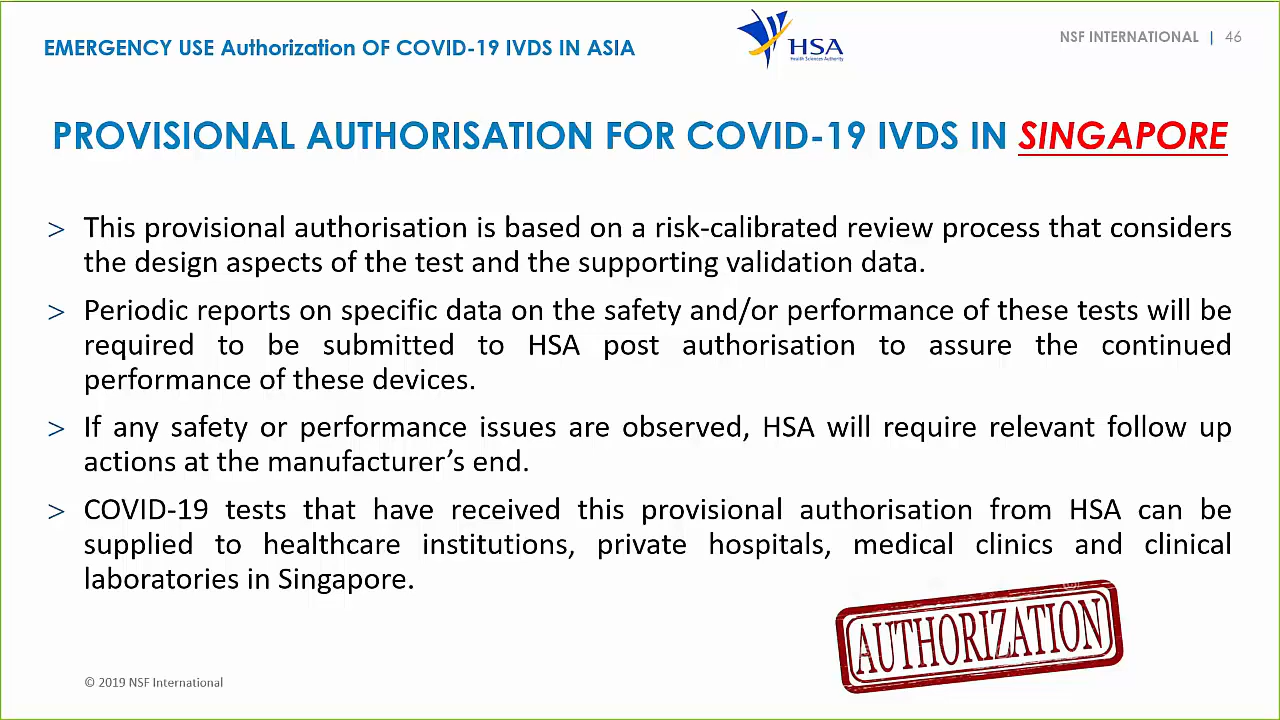 EMERGENCY USE Authorization OF COVID-19 IVDS IN ASIA
HSA
Health Sciences Authority
NSF INTERNATIONAL | 46
PROVISIONAL AUTHORISATION FOR COVID-19 IVDS IN SINGAPORE
> This provisional authorisation is based on a risk-calibrated review process that considers
the design aspects of the test and the supporting validation data.
> Periodic reports on specific data on the safety and/or performance of these tests will be
required to be submitted to HSA post authorisation to assure the continued
performance of these devices.
> If any safety or performance issues are observed, HSA will require relevant follow up
actions at the manufacturer's end.
> COVID-19 tests that have received this provisional authorisation from HSA can be
supplied to healthcare institutions, private hospitals, medical clinics and clinical
laboratories in Singapore.
AUTHORIZATION
© 2019 NSF International